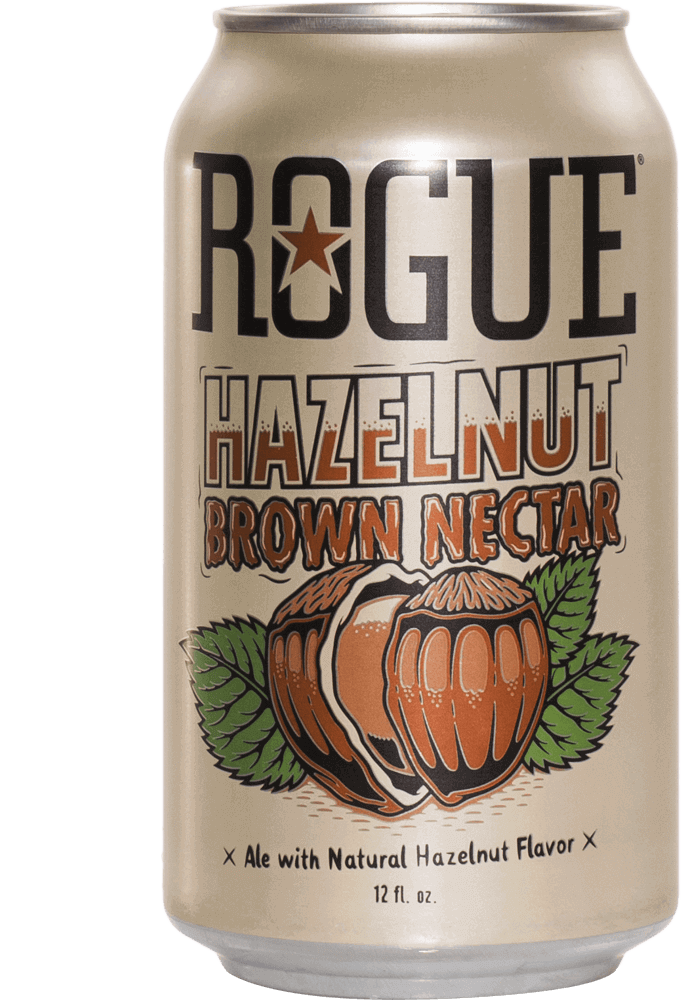 ROGUE®
HAZELNUT
BROWN NECTAR
× Ale with Natural Hazelnut Flavor ×
12 fl. oz.